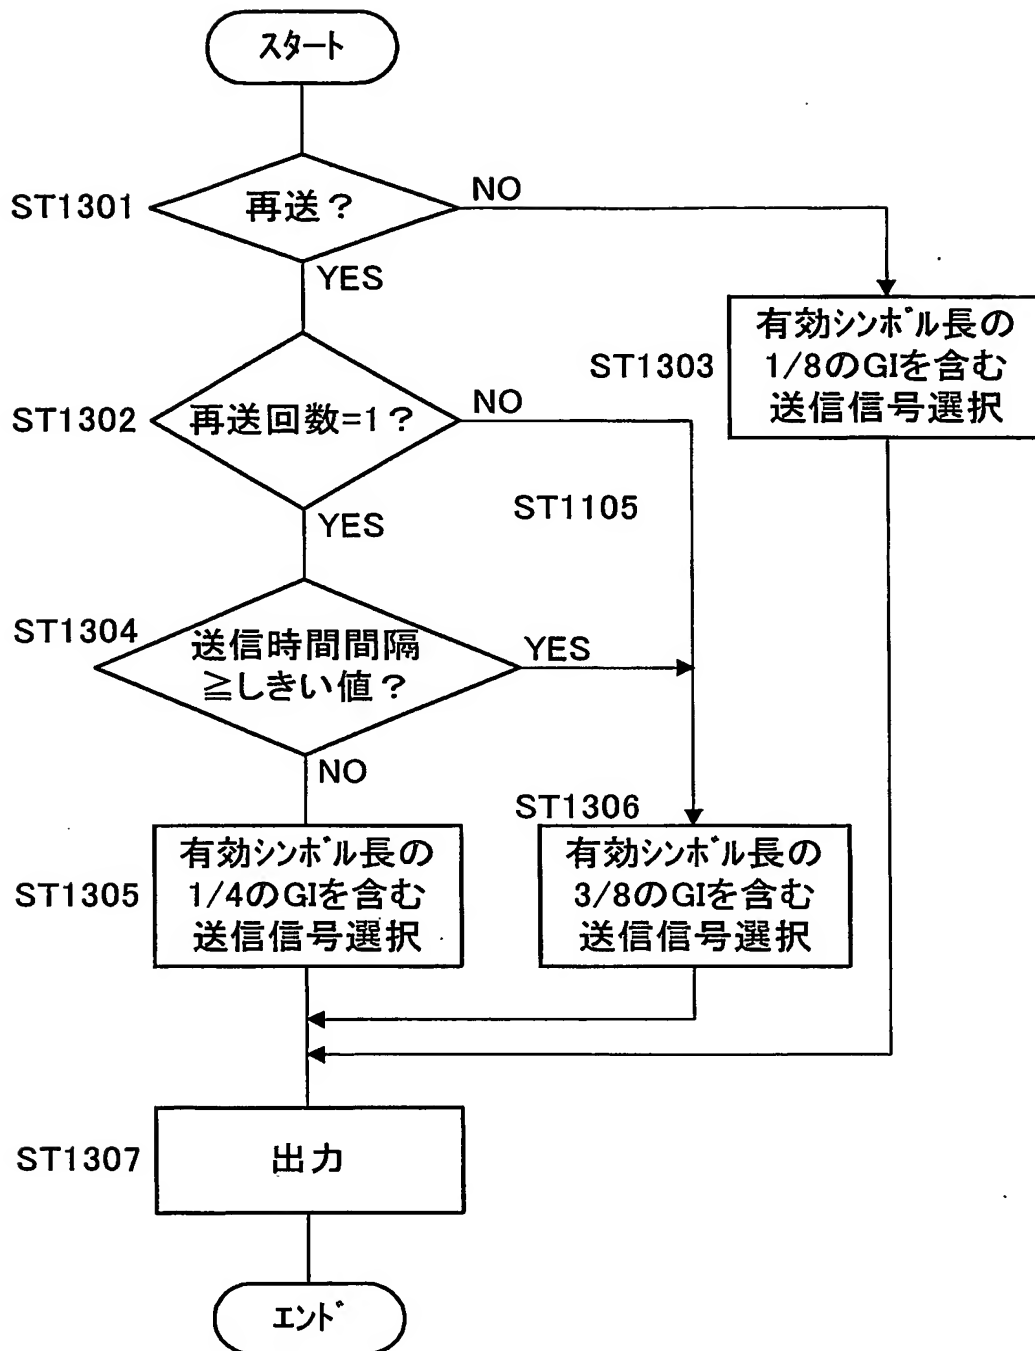 スタート
ST1301
再送？
NO
YES
有効シンボル長の
1/8のGIを含む
送信信号選択
ST1303
ST1302
再送回数=1？
NO
YES
ST1105
ST1304
送信時間間隔
≧しきい値？
YES
NO
ST1306
有効シンボル長の
1/4のGIを含む
送信信号選択
ST1305
有効シンボル長の
3/8のGIを含む
送信信号選択
ST1307
出力
エンド